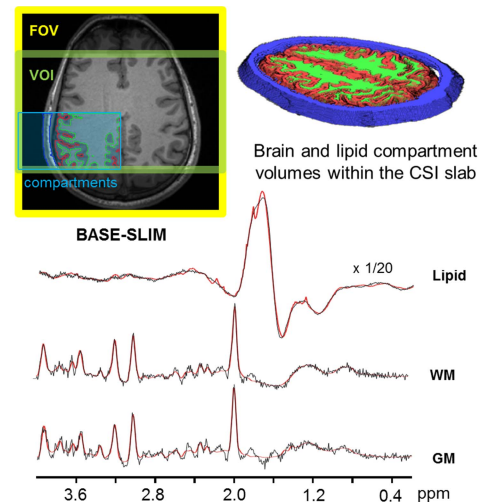 FOV
VOI
compartments
Brain and lipid compartment
volumes within the CSI slab
BASE-SLIM
x 1/20
Lipid
WM
GM
3.6 2.8 2.0 1.2 0.4 ppm